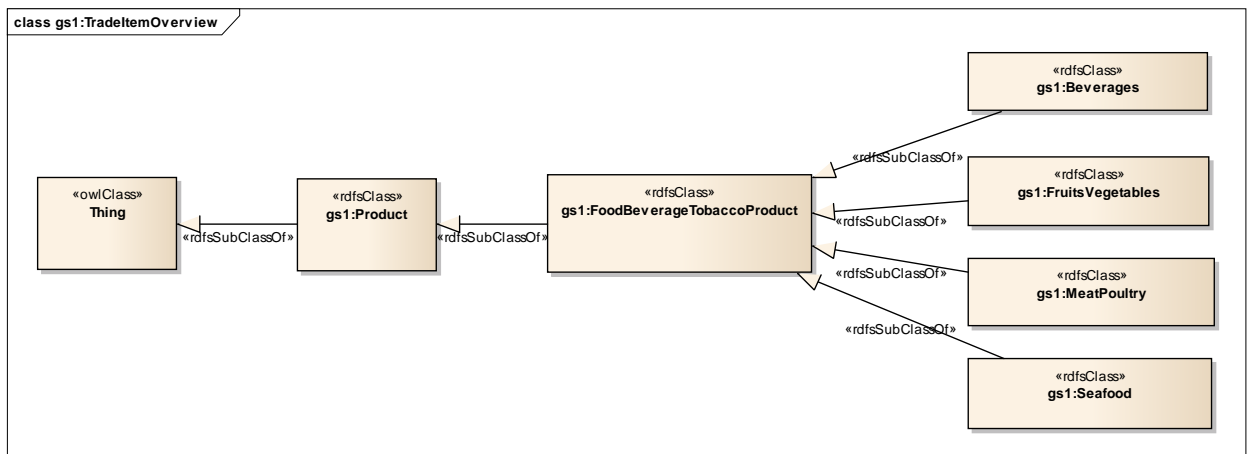 class gs1:TradeItemOverview
«owlClass»
Thing
«rdfsSubClassOf»
«rdfsClass»
gs1:Product
«rdfsSubClassOf»
«rdfsClass»
gs1:FoodBeverageTobaccoProduct
«rdfsClass»
gs1:Beverages
«rdfsSubClassOf»
«rdfsClass»
gs1:FruitsVegetables
«rdfsSubClassOf»
«rdfsClass»
gs1:MeatPoultry
«rdfsSubClassOf»
«rdfsClass»
gs1:Seafood
«rdfsSubClassOf»